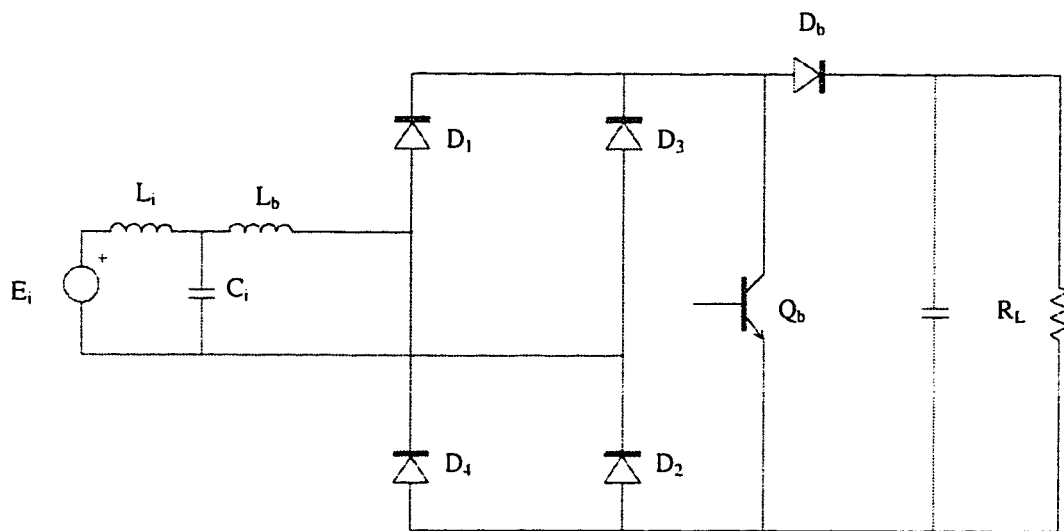 D_b
D_1
D_3
L_i
L_b
+
E_i
C_i
Q_b
R_L
D_4
D_2